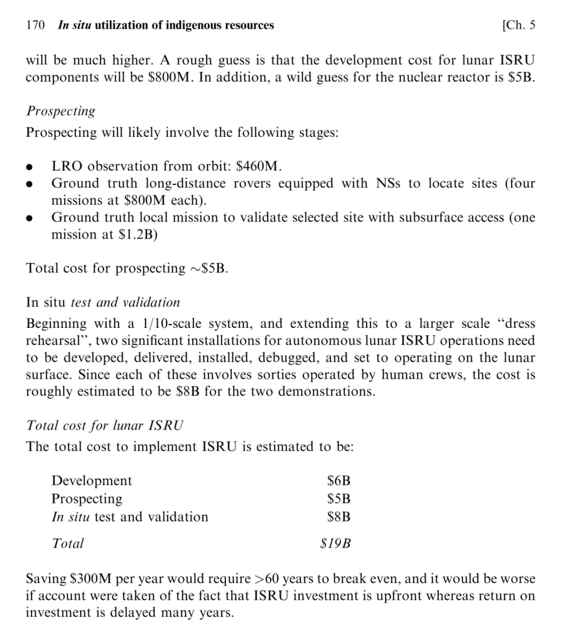 170 In situ utilization of indigenous resources [Ch. 5
will be much higher. A rough guess is that the development cost for lunar ISRU
components will be $800M. In addition, a wild guess for the nuclear reactor is $5B.
Prospecting
Prospecting will likely involve the following stages:
● LRO observation from orbit: $460M.
● Ground truth long-distance rovers equipped with NSs to locate sites (four
missions at $800M each).
● Ground truth local mission to validate selected site with subsurface access (one
mission at $1.2B)
Total cost for prospecting ~$5B.
In situ test and validation
Beginning with a 1/10-scale system, and extending this to a larger scale ‘‘dress
rehearsal’’, two significant installations for autonomous lunar ISRU operations need
to be developed, delivered, installed, debugged, and set to operating on the lunar
surface. Since each of these involves sorties operated by human crews, the cost is
roughly estimated to be $8B for the two demonstrations.
Total cost for lunar ISRU
The total cost to implement ISRU is estimated to be:
Development $6B
Prospecting $5B
In situ test and validation $8B
Total $19B
Saving $300M per year would require >60 years to break even, and it would be worse
if account were taken of the fact that ISRU investment is upfront whereas return on
investment is delayed many years.